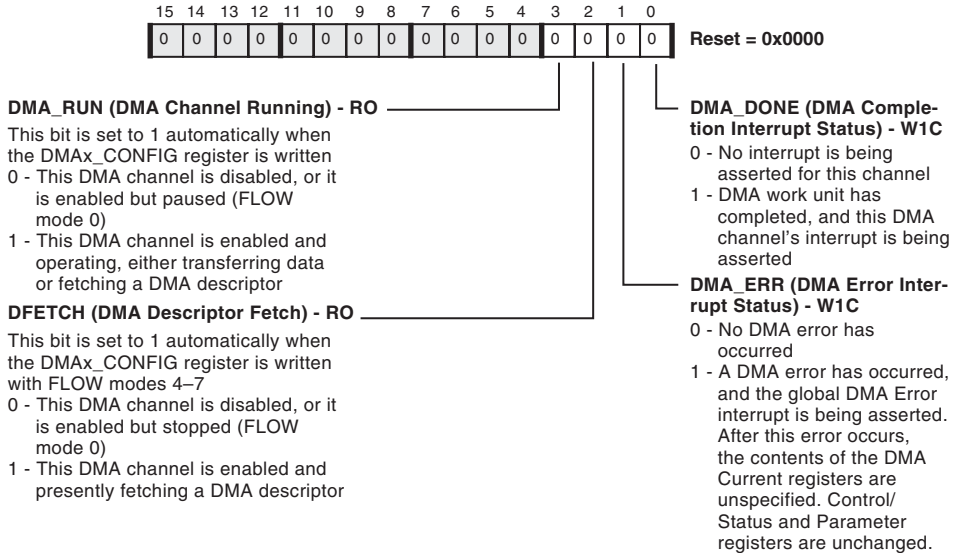 15 14 13 12 11 10 9 8 7 6 5 4 3 2 1 0
0 0 0 0 0 0 0 0 0 0 0 0 0 0 0 0
Reset = 0x0000
DMA_RUN (DMA Channel Running) - RO
This bit is set to 1 automatically when
the DMAx_CONFIG register is written
0 - This DMA channel is disabled, or it
is enabled but paused (FLOW
mode 0)
1 - This DMA channel is enabled and
operating, either transferring data
or fetching a DMA descriptor
DFETCH (DMA Descriptor Fetch) - RO
This bit is set to 1 automatically when
the DMAx_CONFIG register is written
with FLOW modes 4–7
0 - This DMA channel is disabled, or it
is enabled but stopped (FLOW
mode 0)
1 - This DMA channel is enabled and
presently fetching a DMA descriptor
DMA_DONE (DMA Comple-
tion Interrupt Status) - W1C
0 - No interrupt is being
asserted for this channel
1 - DMA work unit has
completed, and this DMA
channel's interrupt is being
asserted
DMA_ERR (DMA Error Inter-
rupt Status) - W1C
0 - No DMA error has
occurred
1 - A DMA error has occurred,
and the global DMA Error
interrupt is being asserted.
After this error occurs,
the contents of the DMA
Current registers are
unspecified. Control/
Status and Parameter
registers are unchanged.